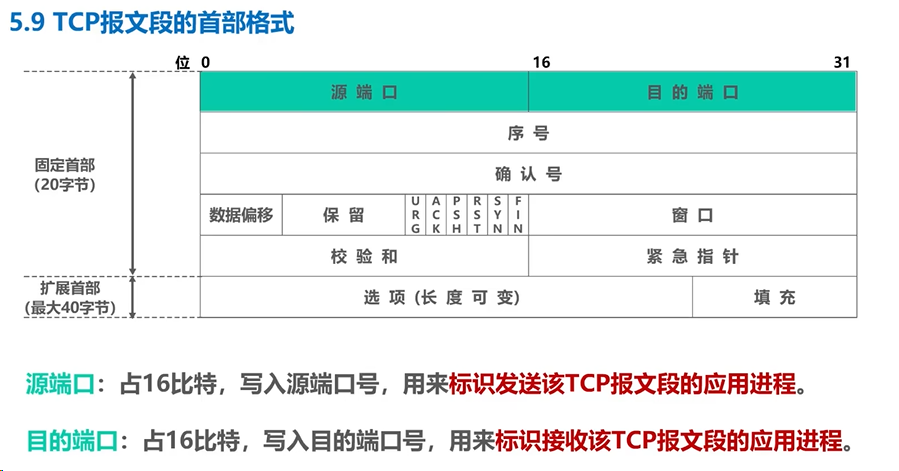 5.9 TCP报文段的首部格式
位 0 16 31
源 端 口 目 的 端 口
序 号
固定首部
(20字节)
确 认 号
数据偏移 保 留 URG ACK PSH RST SYN FIN 窗 口
校 验 和 紧 急 指 针
扩展首部
(最大40字节)
选 项 (长 度 可 变) 填 充
源端口：占16比特，写入源端口号，用来标识发送该TCP报文段的应用进程。
目的端口：占16比特，写入目的端口号，用来标识接收该TCP报文段的应用进程。